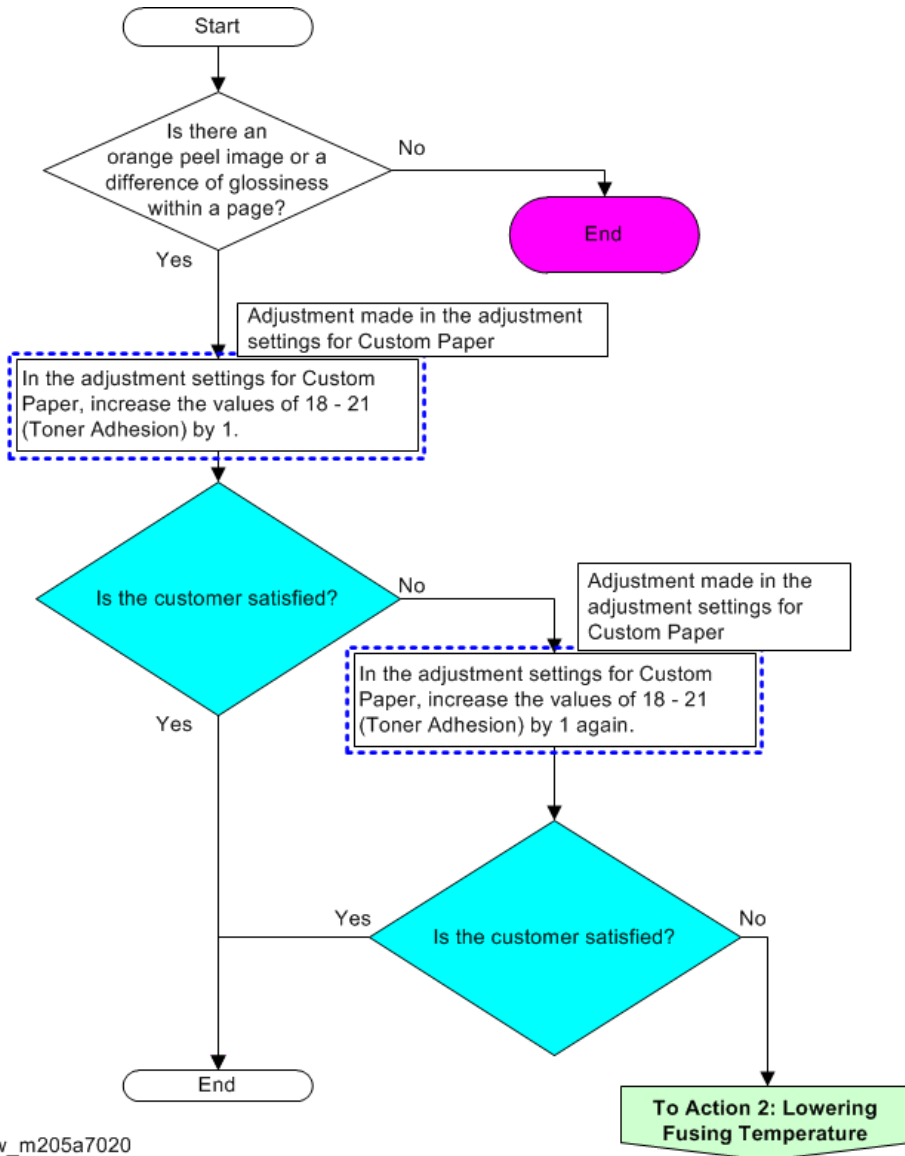 Start
Is there an
orange peel image or a
difference of glossiness
within a page?
No
End
Yes
Adjustment made in the adjustment
settings for Custom Paper
In the adjustment settings for Custom
Paper, increase the values of 18 - 21
(Toner Adhesion) by 1.
Is the customer satisfied?
No
Adjustment made in the
adjustment settings for
Custom Paper
In the adjustment settings for Custom
Paper, increase the values of 18 - 21
(Toner Adhesion) by 1 again.
Yes
Is the customer satisfied?
Yes
No
End
To Action 2: Lowering
Fusing Temperature
w_m205a7020